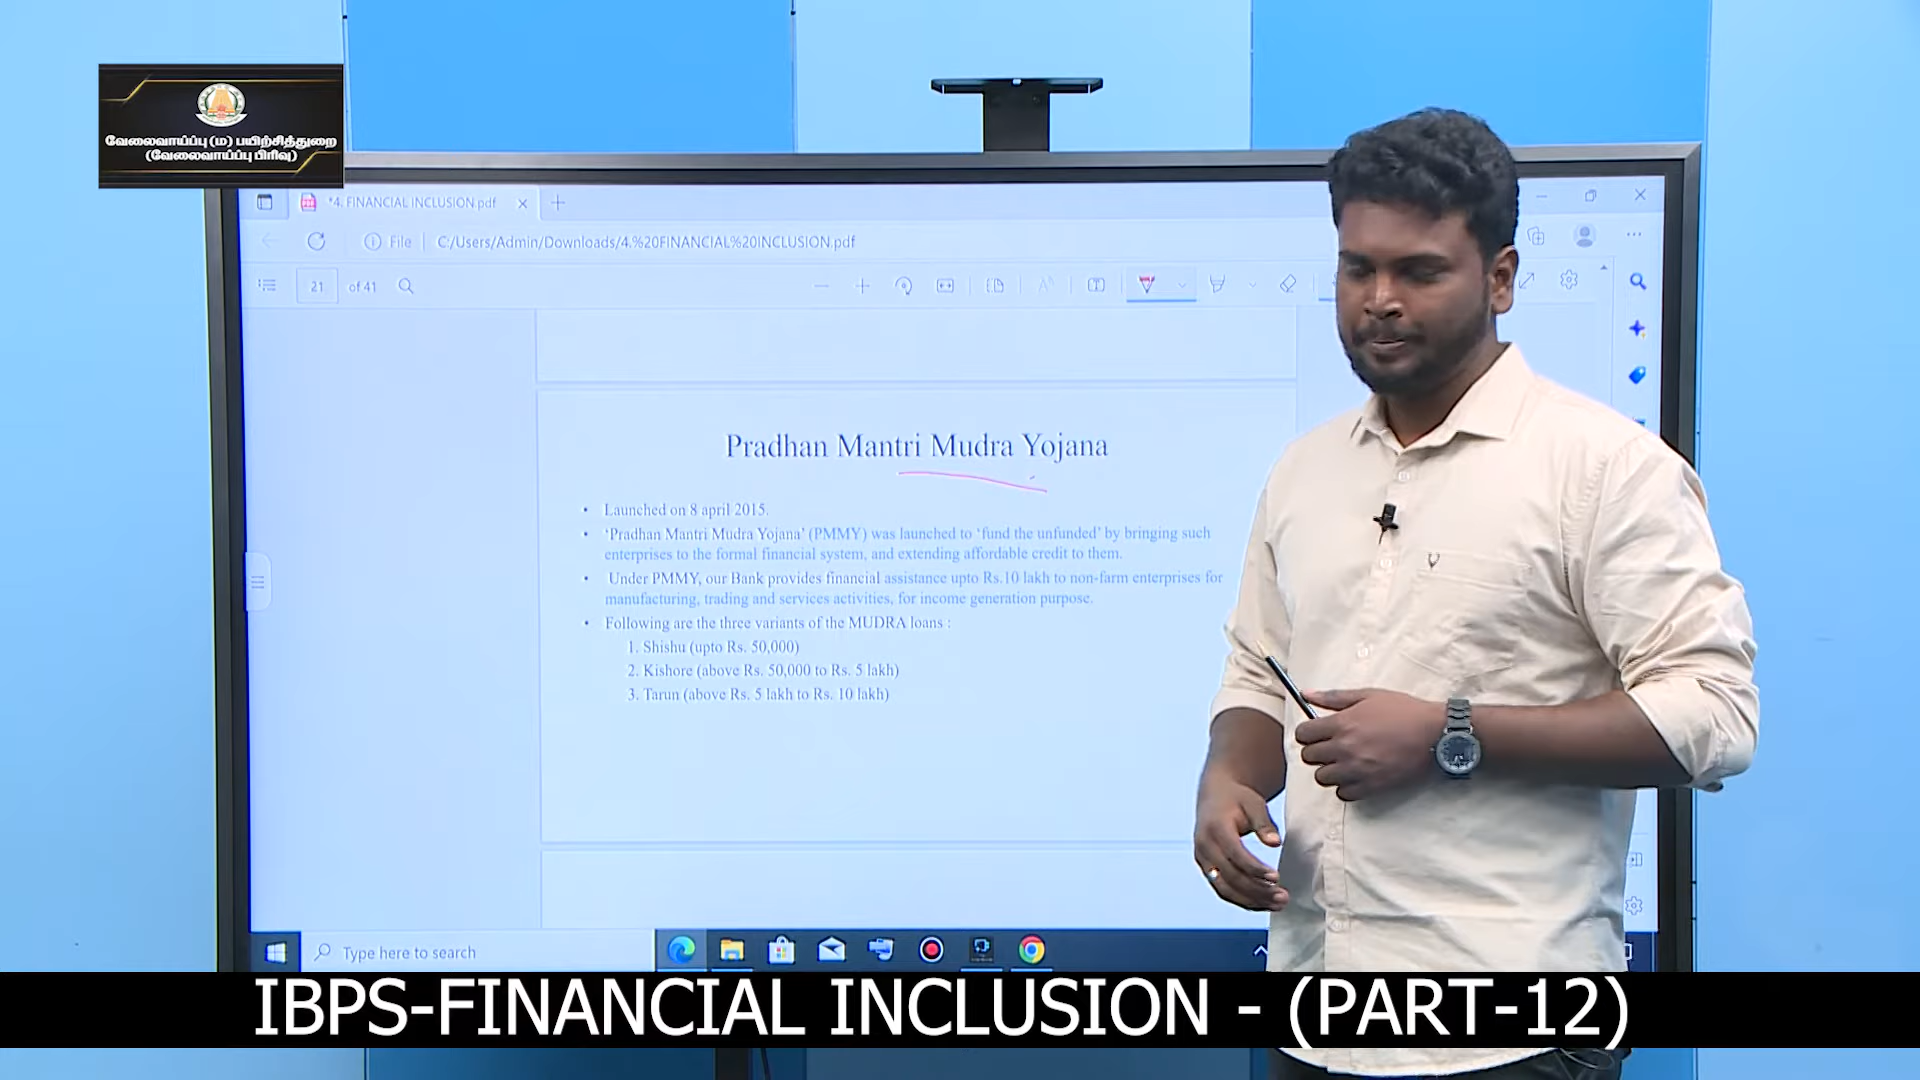 வேலைவாய்ப்பு (ம) பயிற்சித்துறை
(வேலைவாய்ப்பு பிரிவு)
*4. FINANCIAL INCLUSION.pdf
File C:/Users/Admin/Downloads/4.%20FINANCIAL%20INCLUSION.pdf
21 of 41
Pradhan Mantri Mudra Yojana
• Launched on 8 april 2015.
• ‘Pradhan Mantri Mudra Yojana’ (PMMY) was launched to ‘fund the unfunded’ by bringing such
enterprises to the formal financial system, and extending affordable credit to them.
• Under PMMY, our Bank provides financial assistance upto Rs.10 lakh to non-farm enterprises for
manufacturing, trading and services activities, for income generation purpose.
• Following are the three variants of the MUDRA loans :
1. Shishu (upto Rs. 50,000)
2. Kishore (above Rs. 50,000 to Rs. 5 lakh)
3. Tarun (above Rs. 5 lakh to Rs. 10 lakh)
Type here to search
IBPS-FINANCIAL INCLUSION - (PART-12)